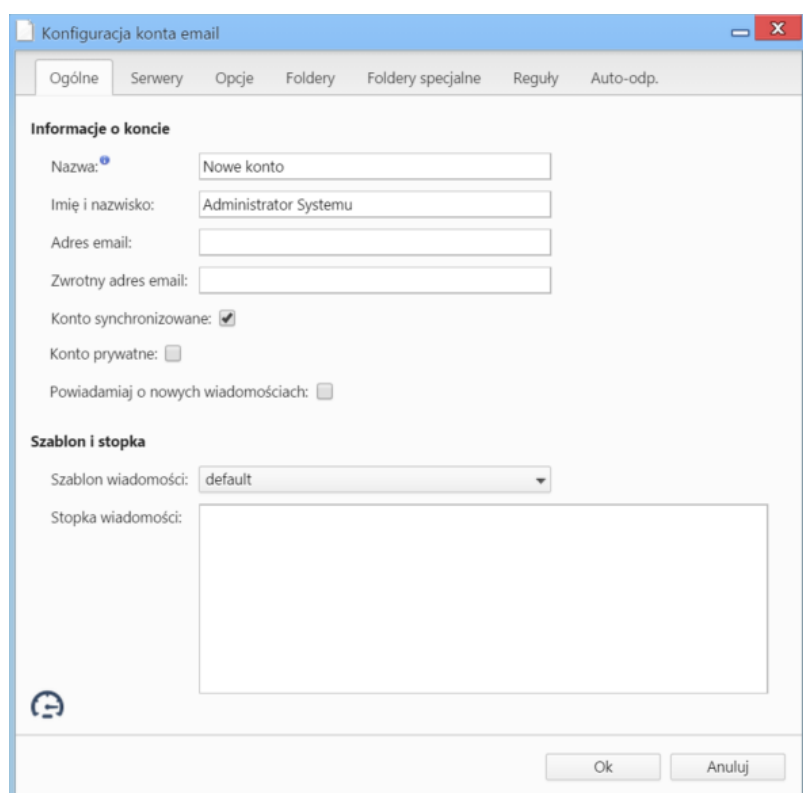 Konfiguracja konta email
Ogólne Serwery Opcje Foldery Foldery specjalne Reguły Auto-odp.
Informacje o koncie
Nazwa: Nowe konto
Imię i nazwisko: Administrator Systemu
Adres email:
Zwrotny adres email:
Konto synchronizowane:
Konto prywatne:
Powiadamiaj o nowych wiadomościach:
Szablon i stopka
Szablon wiadomości: default
Stopka wiadomości:
Ok Anuluj